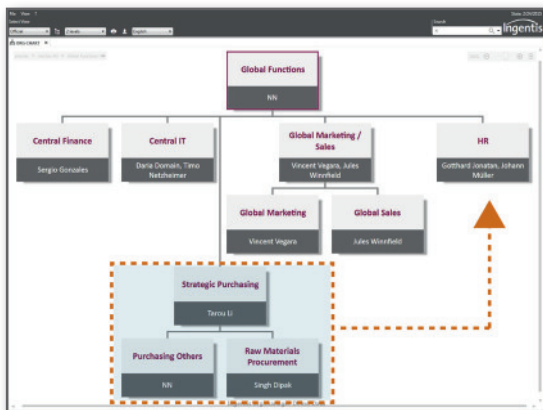 File View ?
Select View
Official
2 levels
English
Search
Ingentis
ORG CHART
Global Functions
NN
Central Finance
Sergio Gonzales
Central IT
Daria Domain, Timo
Netzheimer
Global Marketing /
Sales
Vincent Vegara, Jules
Winnfield
HR
Gotthard Jonatan, Johann
Müller
Global Marketing
Vincent Vegara
Global Sales
Jules Winnfield
Strategic Purchasing
Terou Li
Purchasing Others
NN
Raw Materials
Procurement
Singh Dipak